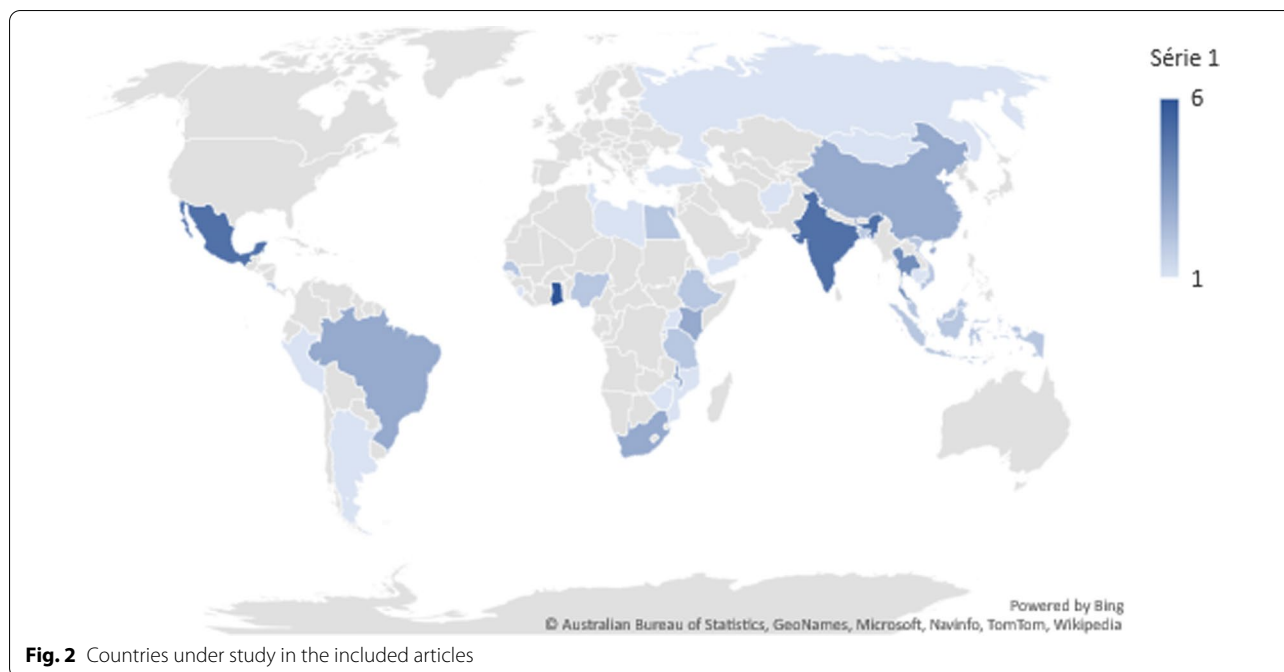 Série 1
6
1
Powered by Bing
© Australian Bureau of Statistics, GeoNames, Microsoft, Navinfo, TomTom, Wikipedia
Fig. 2 Countries under study in the included articles